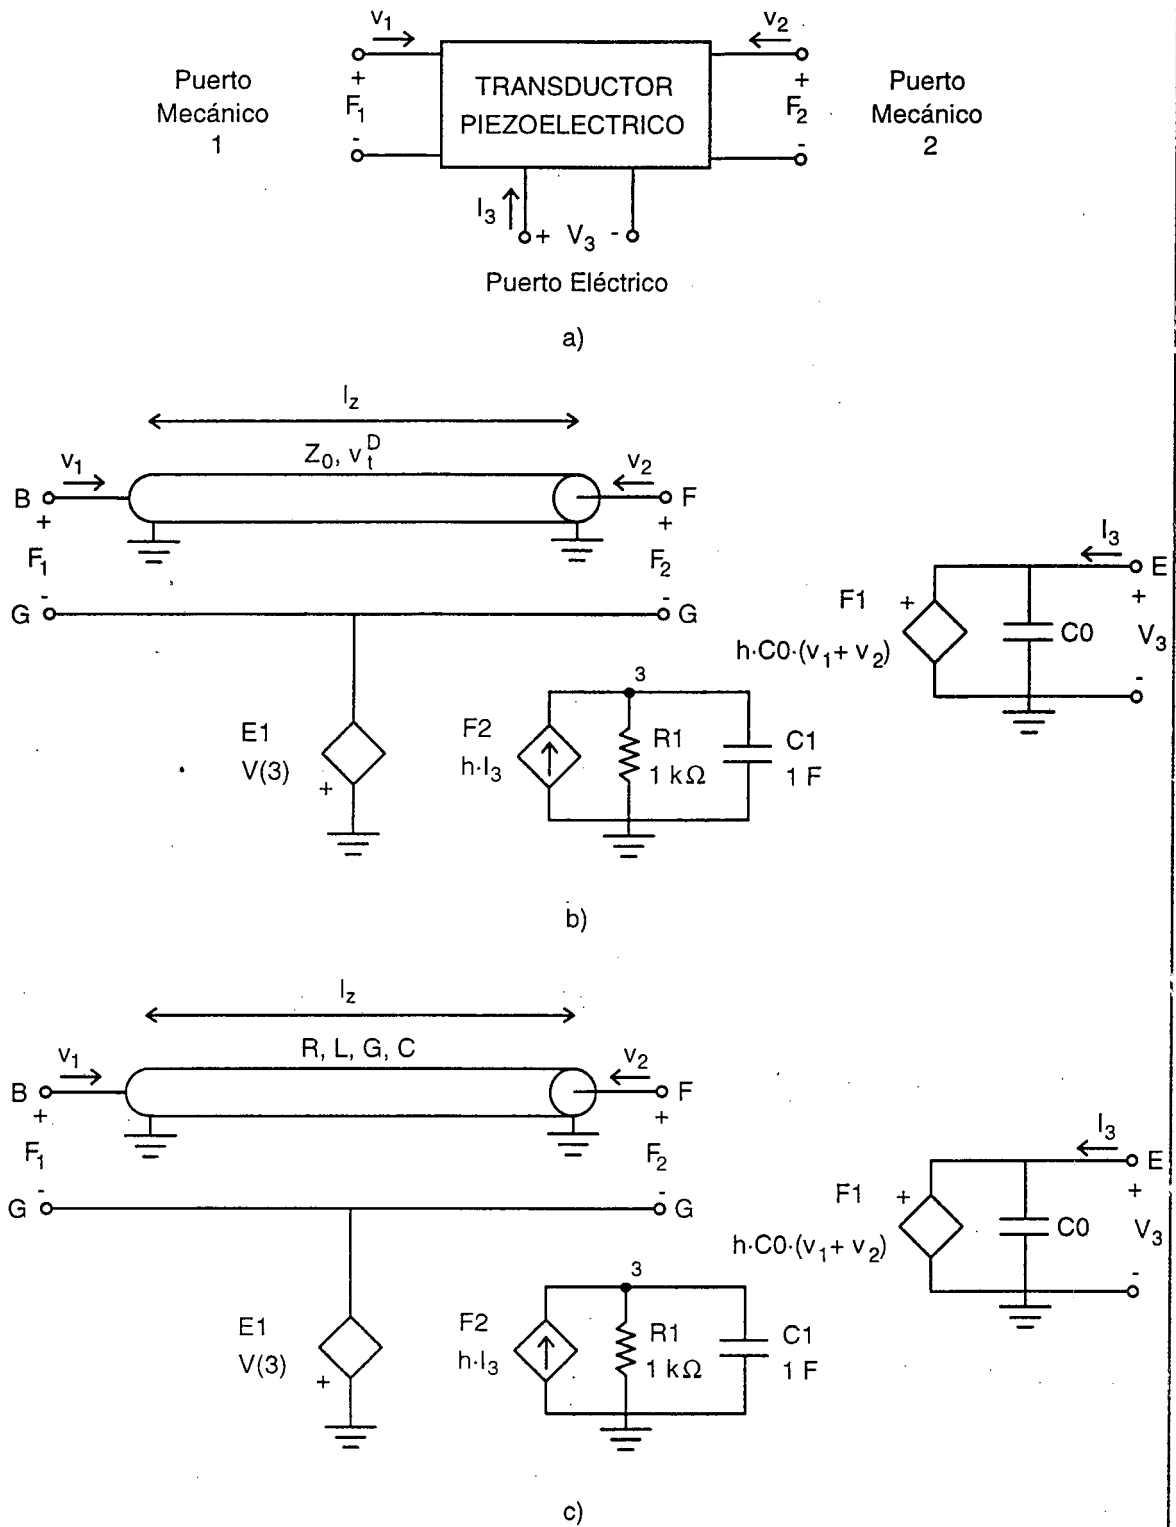 v1
v2
Puerto
Mecánico
1
+
F1
-
TRANSDUCTOR
PIEZOELECTRICO
+
F2
-
Puerto
Mecánico
2
I3
+ V3 -
Puerto Eléctrico
a)
lz
Z0, vtD
v1
v2
B
F
+
F1
-
G
+
F2
-
G
E1
V(3)
+
F2
h·I3
3
R1
1 kΩ
C1
1 F
F1
+
h·C0·(v1+ v2)
C0
I3
E
+
V3
-
b)
lz
R, L, G, C
v1
v2
B
F
+
F1
-
G
+
F2
-
G
E1
V(3)
+
F2
h·I3
3
R1
1 kΩ
C1
1 F
F1
+
h·C0·(v1+ v2)
C0
I3
E
+
V3
-
c)